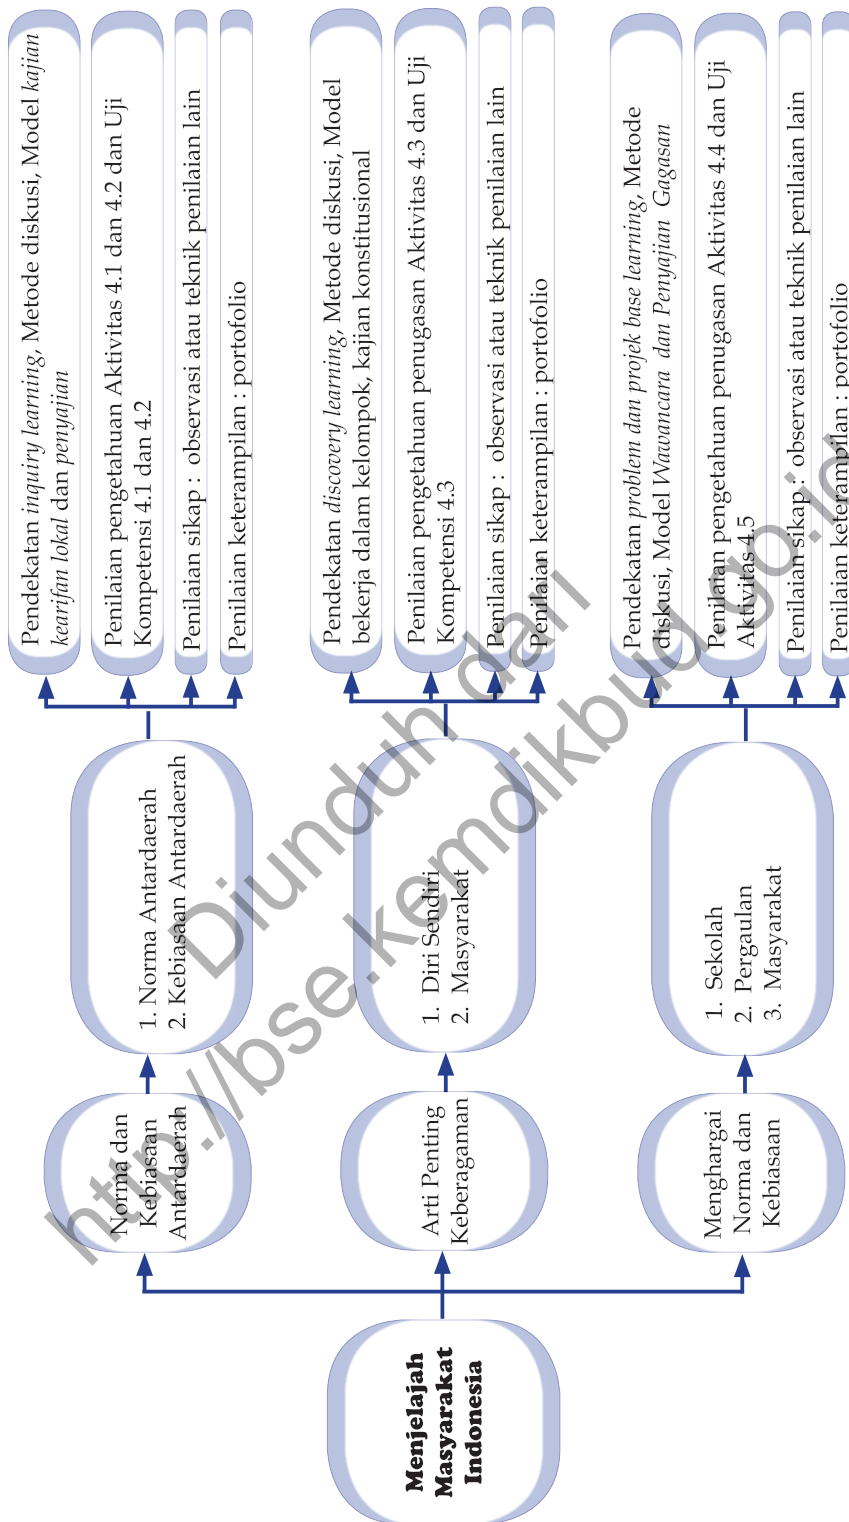 Menjelajah
Masyarakat
Indonesia
Norma dan
Kebiasaan
Antardaerah
1. Norma Antardaerah
2. Kebiasaan Antardaerah
Pendekatan inquiry learning, Metode diskusi, Model kajian
kearifan lokal dan penyajian
Penilaian pengetahuan Aktivitas 4.1 dan 4.2 dan Uji
Kompetensi 4.1 dan 4.2
Penilaian sikap : observasi atau teknik penilaian lain
Penilaian keterampilan : portofolio
Arti Penting
Keberagaman
1. Diri Sendiri
2. Masyarakat
Pendekatan discovery learning, Metode diskusi, Model
bekerja dalam kelompok, kajian konstitusional
Penilaian pengetahuan penugasan Aktivitas 4.3 dan Uji
Kompetensi 4.3
Penilaian sikap : observasi atau teknik penilaian lain
Penilaian keterampilan : portofolio
Menghargai
Norma dan
Kebiasaan
1. Sekolah
2. Pergaulan
3. Masyarakat
Pendekatan problem dan projek base learning, Metode
diskusi, Model Wawancara dan Penyajian Gagasan
Penilaian pengetahuan penugasan Aktivitas 4.4 dan Uji
Aktivitas 4.5
Penilaian sikap : observasi atau teknik penilaian lain
Penilaian keterampilan : portofolio
Diunduh dari
http://bse.kemdikbud.go.id